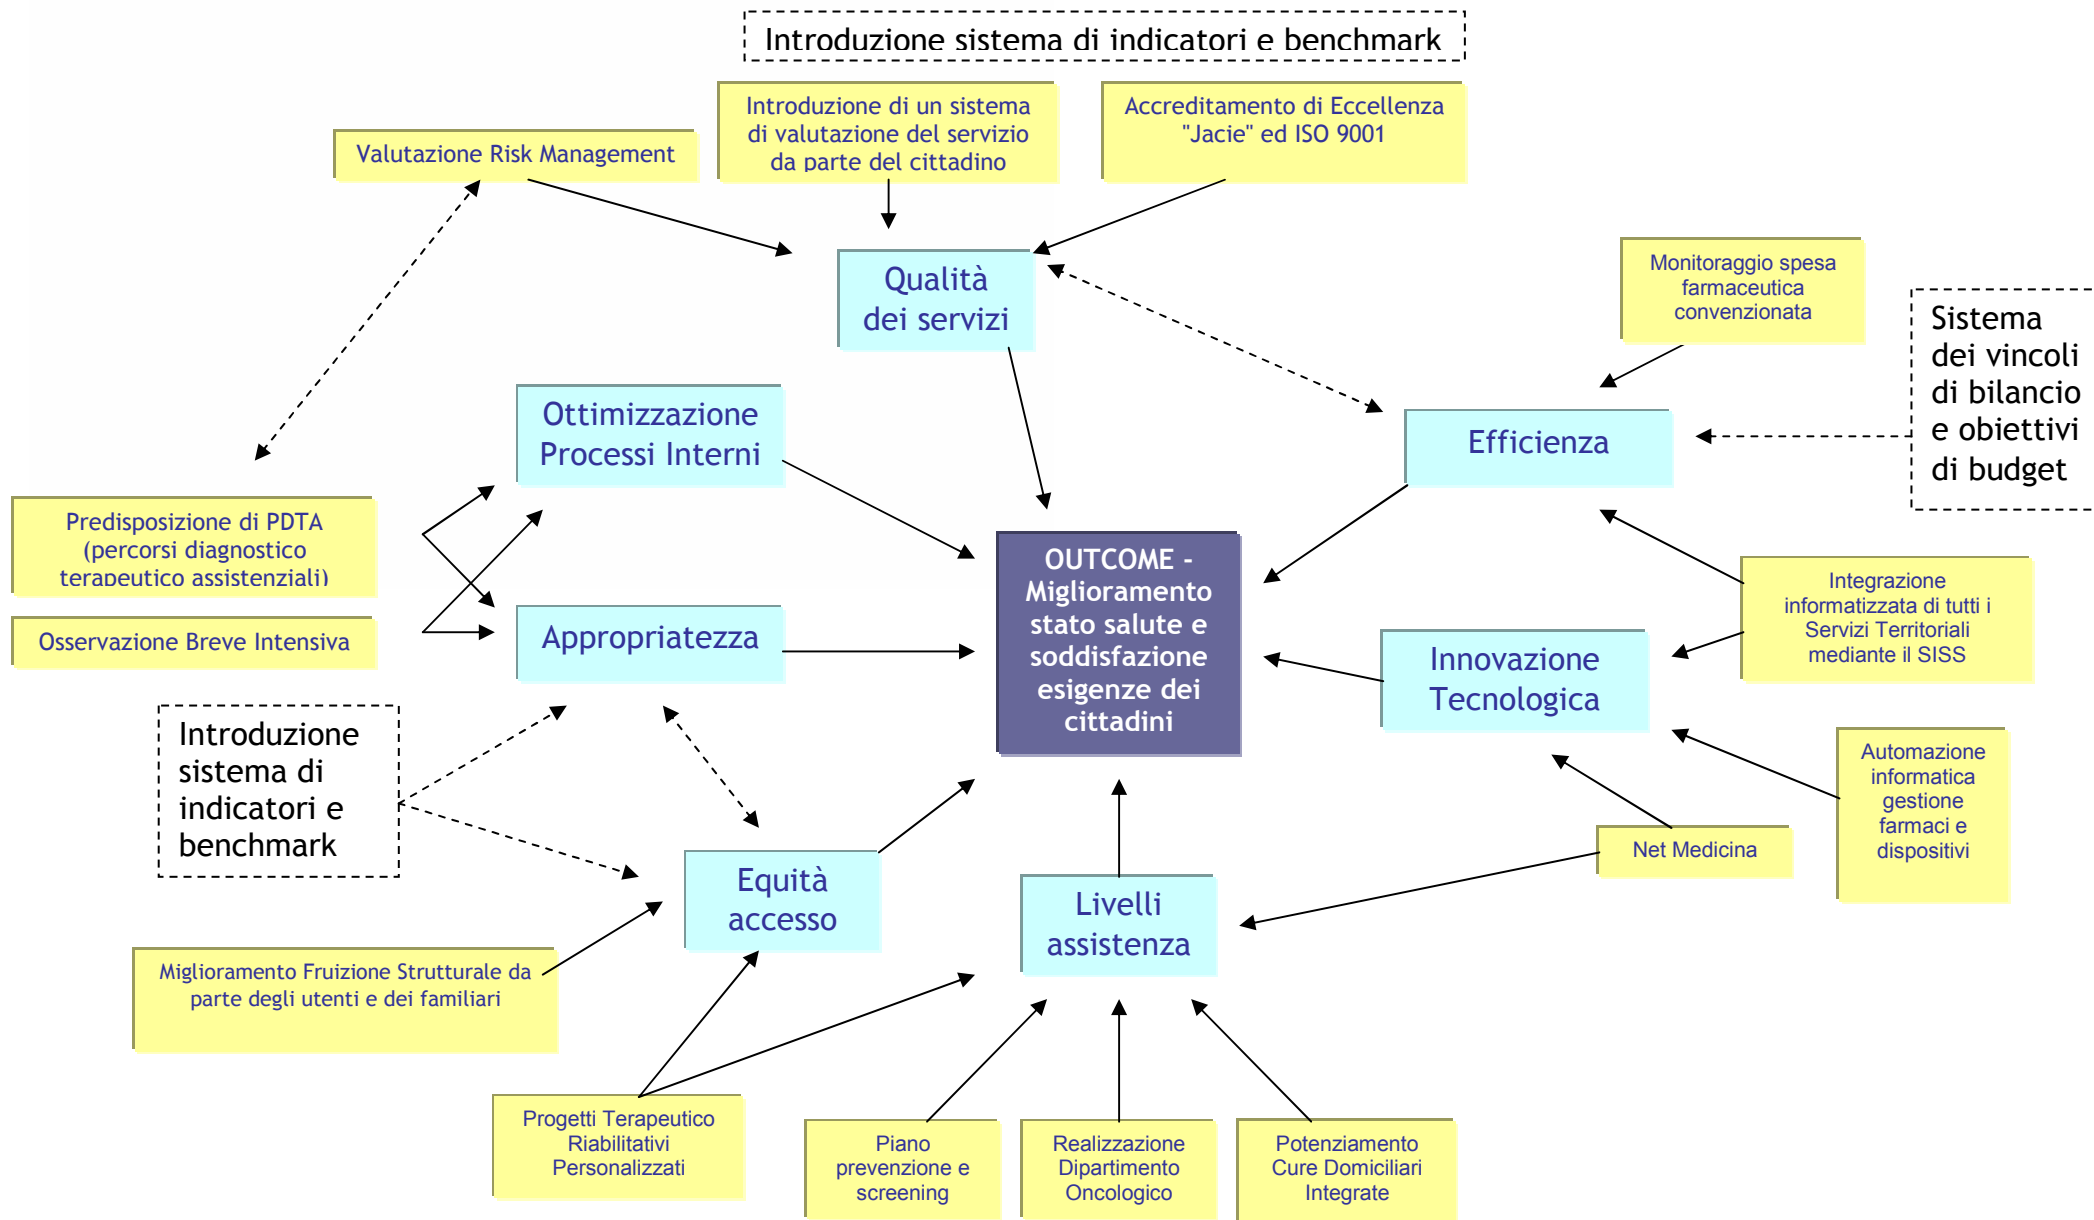 Introduzione sistema di indicatori e benchmark
Introduzione di un sistema
di valutazione del servizio
da parte del cittadino
Accreditamento di Eccellenza
"Jacie" ed ISO 9001
Valutazione Risk Management
Qualità
dei servizi
Monitoraggio spesa
farmaceutica
convenzionata
Sistema
dei vincoli
di bilancio
e obiettivi
di budget
Ottimizzazione
Processi Interni
Efficienza
Predisposizione di PDTA
(percorsi diagnostico
terapeutico assistenziali)
OUTCOME -
Miglioramento
stato salute e
soddisfazione
esigenze dei
cittadini
Integrazione
informatizzata di tutti i
Servizi Territoriali
mediante il SISS
Osservazione Breve Intensiva
Appropriatezza
Innovazione
Tecnologica
Introduzione
sistema di
indicatori e
benchmark
Automazione
informatica
gestione
farmaci e
dispositivi
Net Medicina
Equità
accesso
Livelli
assistenza
Miglioramento Fruizione Strutturale da
parte degli utenti e dei familiari
Progetti Terapeutico
Riabilitativi
Personalizzati
Piano
prevenzione e
screening
Realizzazione
Dipartimento
Oncologico
Potenziamento
Cure Domiciliari
Integrate